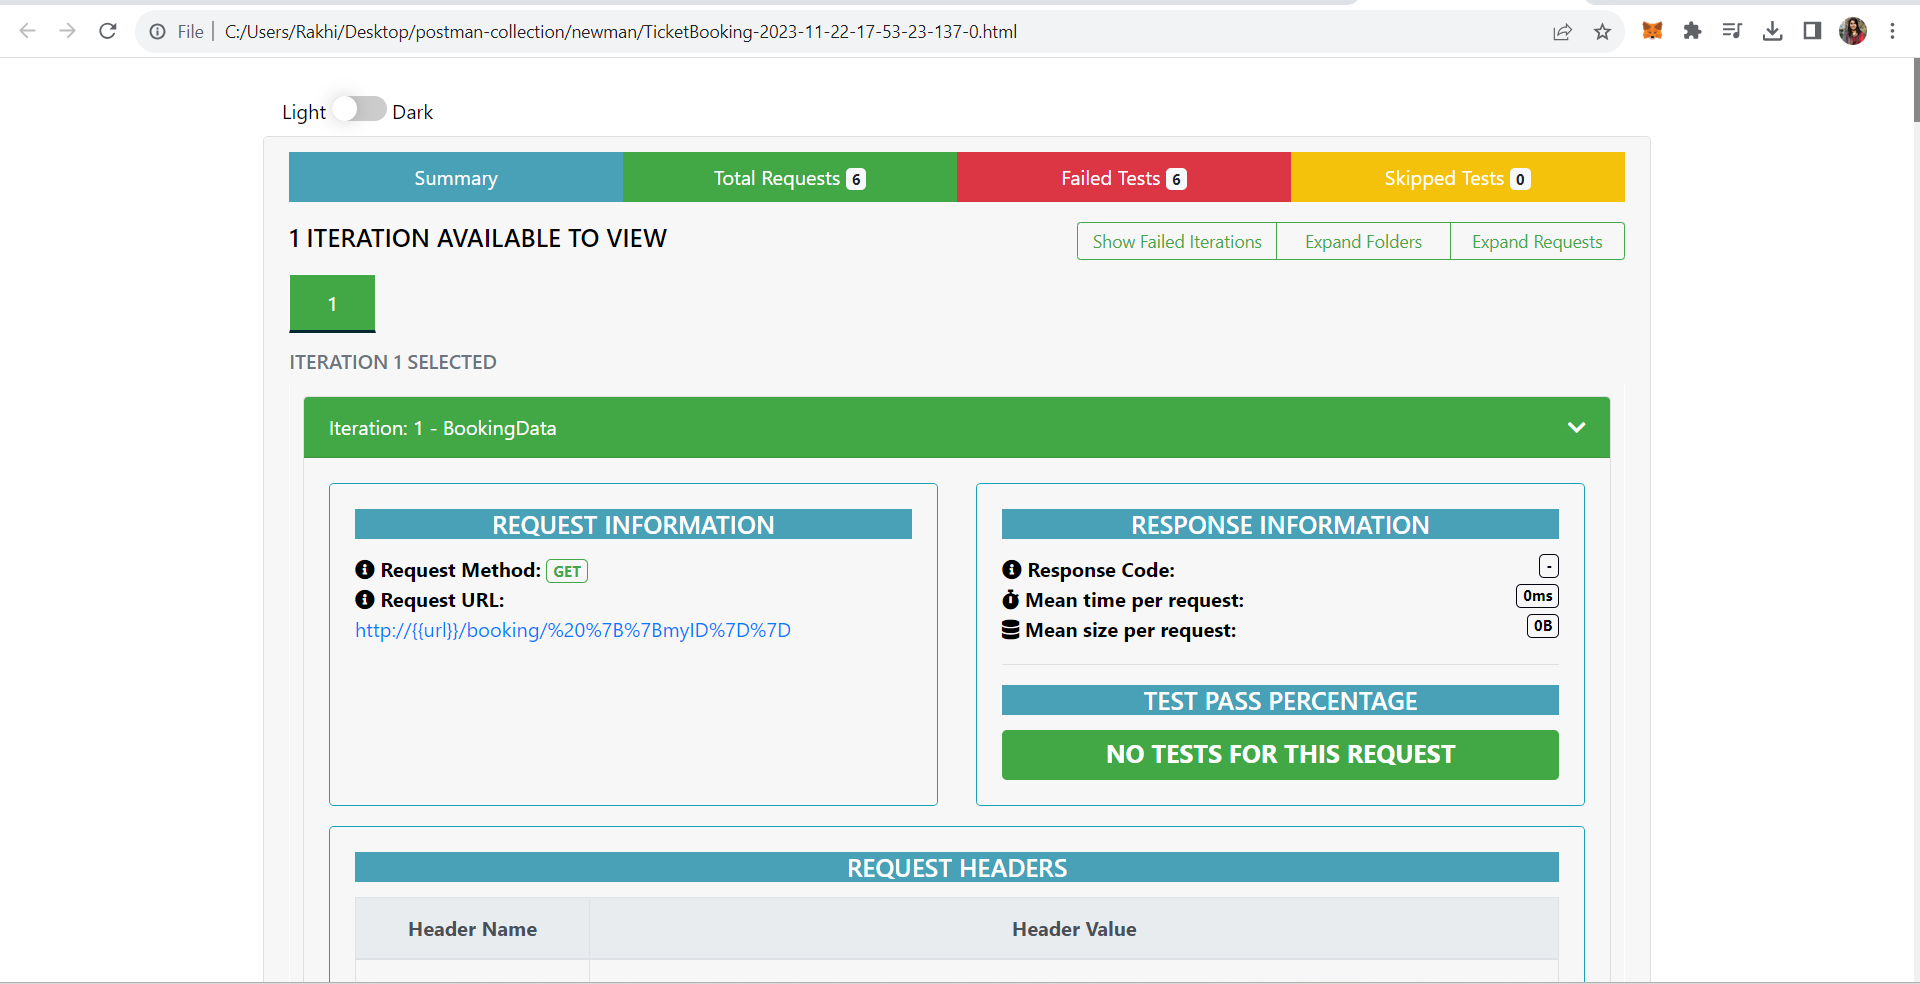 File | C:/Users/Rakhi/Desktop/postman-collection/newman/TicketBooking-2023-11-22-17-53-23-137-0.html
Light Dark
Summary Total Requests 6 Failed Tests 6 Skipped Tests 0
1 ITERATION AVAILABLE TO VIEW
Show Failed Iterations Expand Folders Expand Requests
1
ITERATION 1 SELECTED
Iteration: 1 - BookingData
REQUEST INFORMATION
Request Method: GET
Request URL:
http://{{url}}/booking/%20%7B%7BmyID%7D%7D
RESPONSE INFORMATION
Response Code: -
Mean time per request: 0ms
Mean size per request: 0B
TEST PASS PERCENTAGE
NO TESTS FOR THIS REQUEST
REQUEST HEADERS
Header Name Header Value